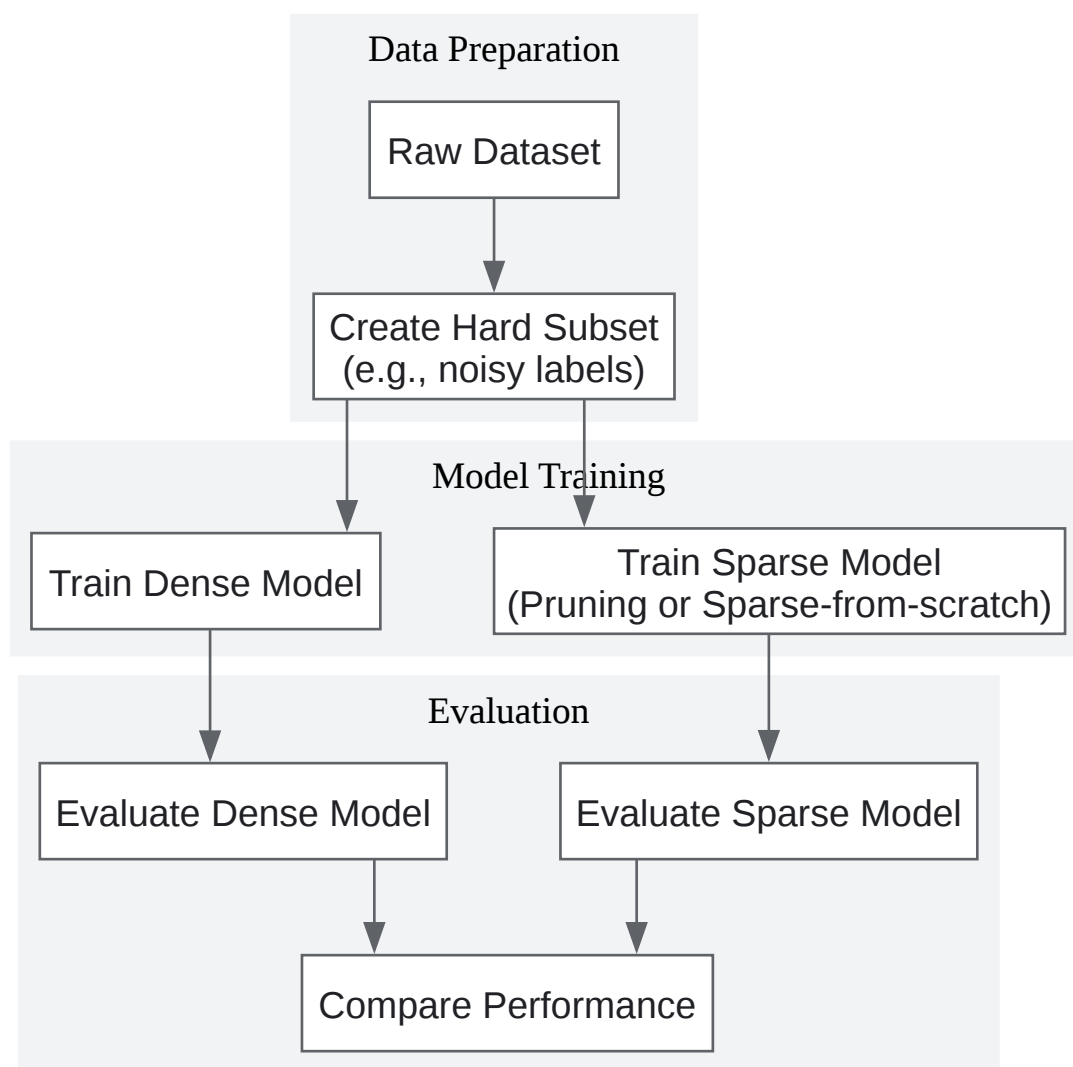 Data Preparation
Raw Dataset
Create Hard Subset
(e.g., noisy labels)
Model Training
Train Dense Model
Train Sparse Model
(Pruning or Sparse-from-scratch)
Evaluation
Evaluate Dense Model
Evaluate Sparse Model
Compare Performance